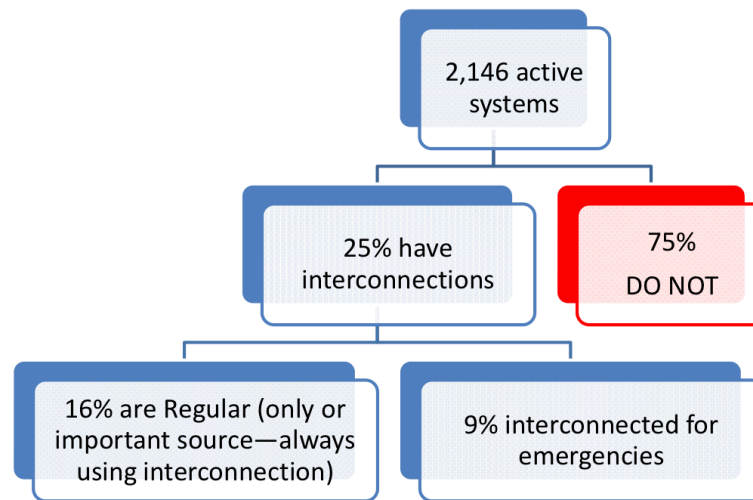 2,146 active
systems
25% have
interconnections
75%
DO NOT
16% are Regular (only or
important source—always
using interconnection)
9% interconnected for
emergencies